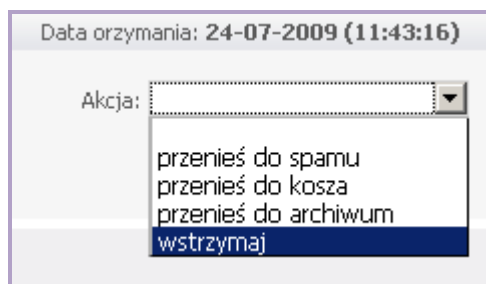 Data orzymania: 24-07-2009 (11:43:16)
Akcja:
przenieś do spamu
przenieś do kosza
przenieś do archiwum
wstrzymaj